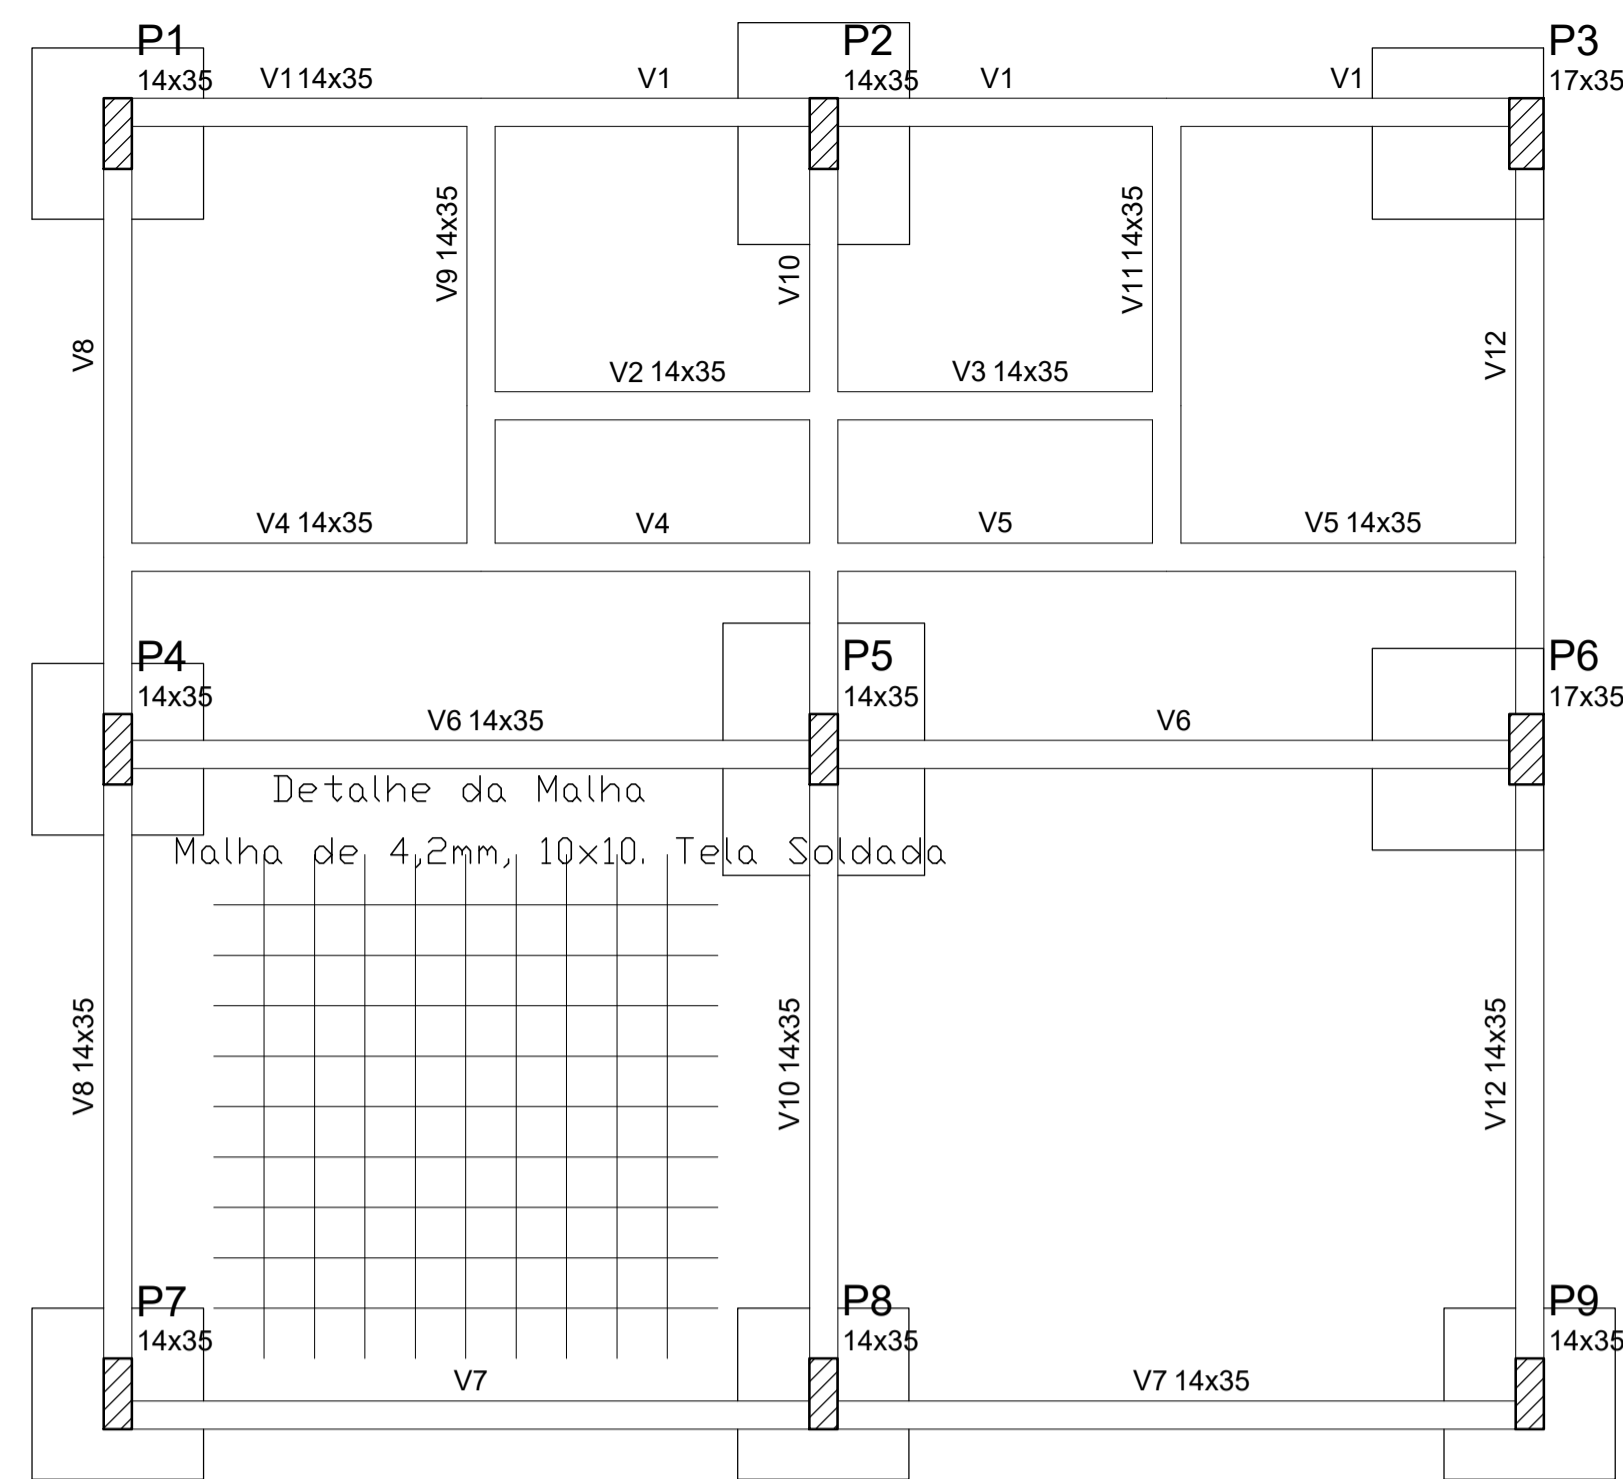 P1
P2
P3
14x35
V1 14x35
V1
14x35
V1
V1
17x35
V9 14x35
V11 14x35
V10
V8
V12
V2 14x35
V3 14x35
V4 14x35
V4
V5
V5 14x35
P4
P5
P6
14x35
14x35
17x35
V6 14x35
V6
Detalhe da Malha
Malha de 4,2mm, 10x10. Tela Soldada
V8 14x35
V10 14x35
V12 14x35
P7
P8
P9
14x35
14x35
14x35
V7
V7 14x35